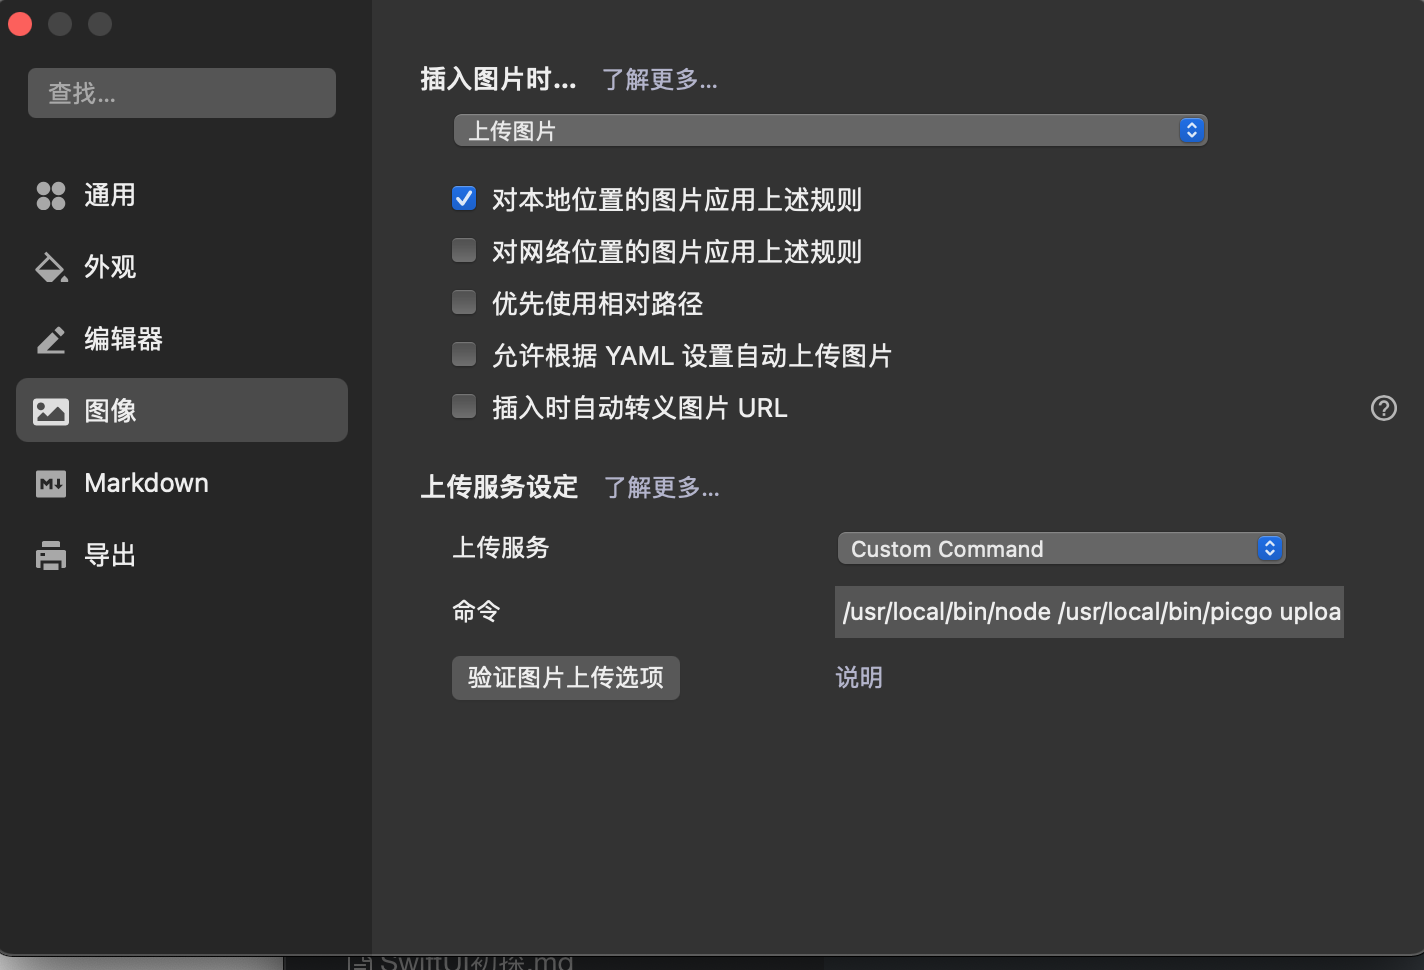 查找...
通用
外观
编辑器
图像
Markdown
导出
插入图片时... 了解更多...
上传图片
对本地位置的图片应用上述规则
对网络位置的图片应用上述规则
优先使用相对路径
允许根据 YAML 设置自动上传图片
插入时自动转义图片 URL
上传服务设定 了解更多...
上传服务 Custom Command
命令 /usr/local/bin/node /usr/local/bin/picgo uploa
验证图片上传选项 说明
SwiftUI初探.md